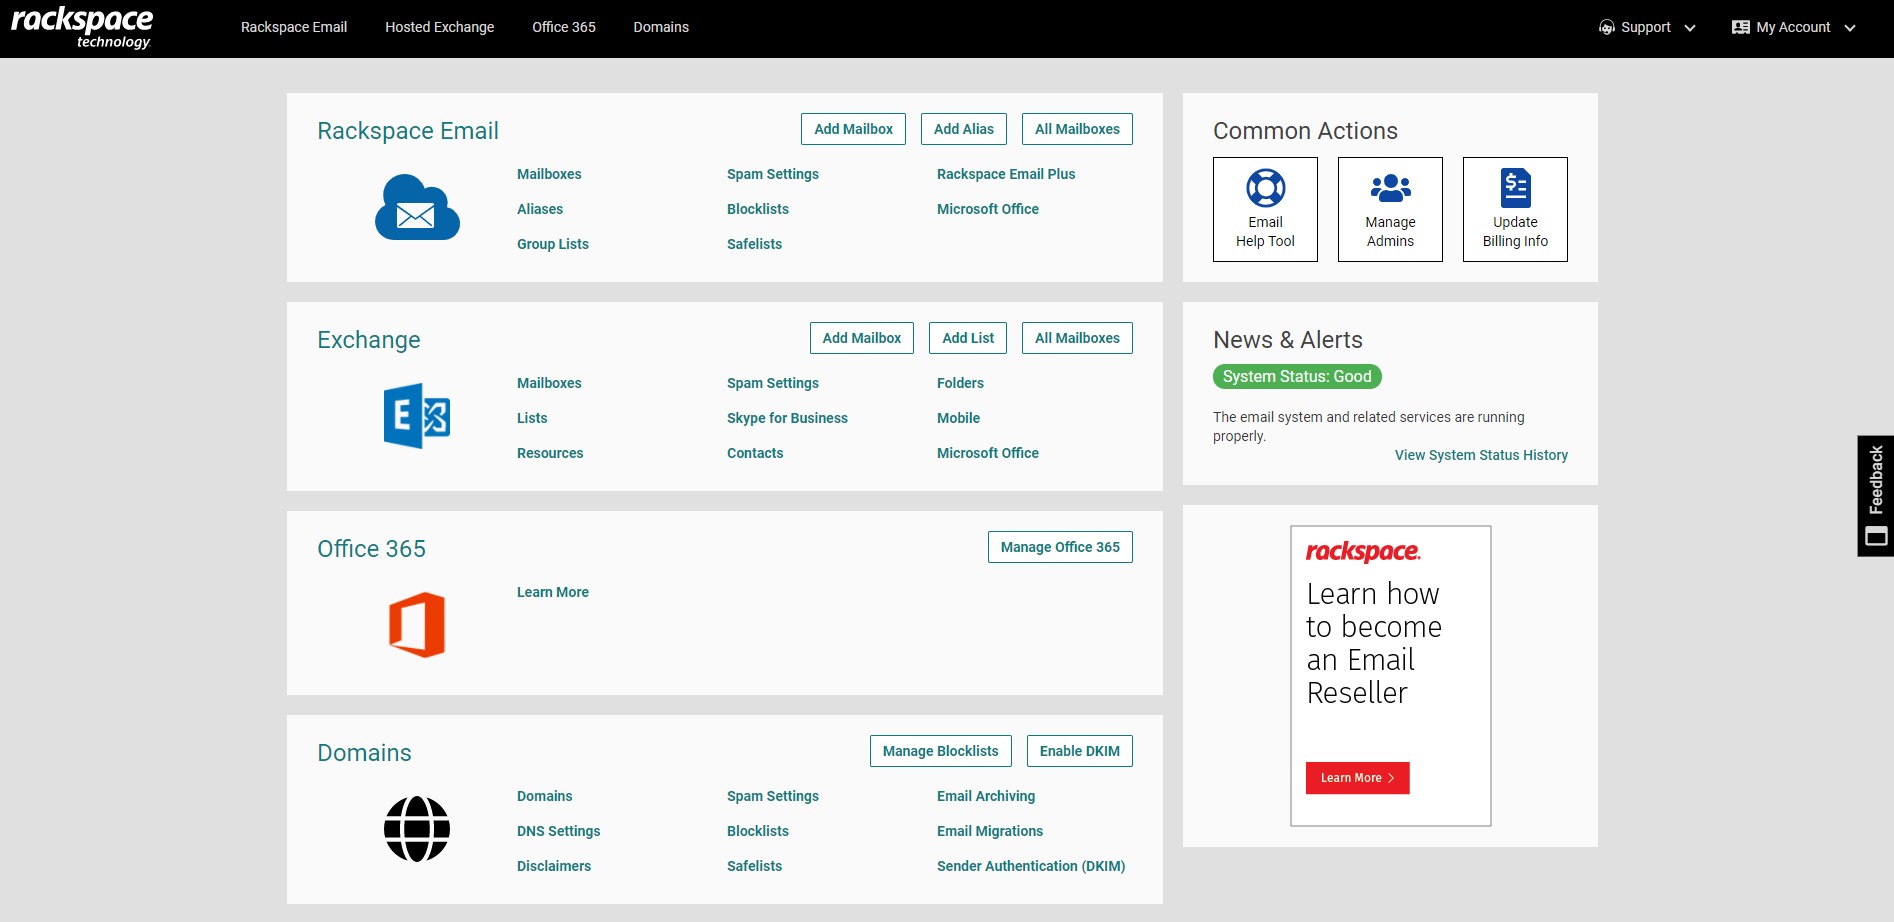 rackspace
technology.
Rackspace Email
Hosted Exchange
Office 365
Domains
Support
My Account
Rackspace Email
Add Mailbox
Add Alias
All Mailboxes
Mailboxes
Spam Settings
Rackspace Email Plus
Aliases
Blocklists
Microsoft Office
Group Lists
Safelists
Exchange
Add Mailbox
Add List
All Mailboxes
Mailboxes
Spam Settings
Folders
Lists
Skype for Business
Mobile
Resources
Contacts
Microsoft Office
Office 365
Manage Office 365
Learn More
Domains
Manage Blocklists
Enable DKIM
Domains
Spam Settings
Email Archiving
DNS Settings
Blocklists
Email Migrations
Disclaimers
Safelists
Sender Authentication (DKIM)
Common Actions
Email
Help Tool
Manage
Admins
Update
Billing Info
News & Alerts
System Status: Good
The email system and related services are running
properly.
View System Status History
rackspace.
Learn how
to become
an Email
Reseller
Learn More
Feedback